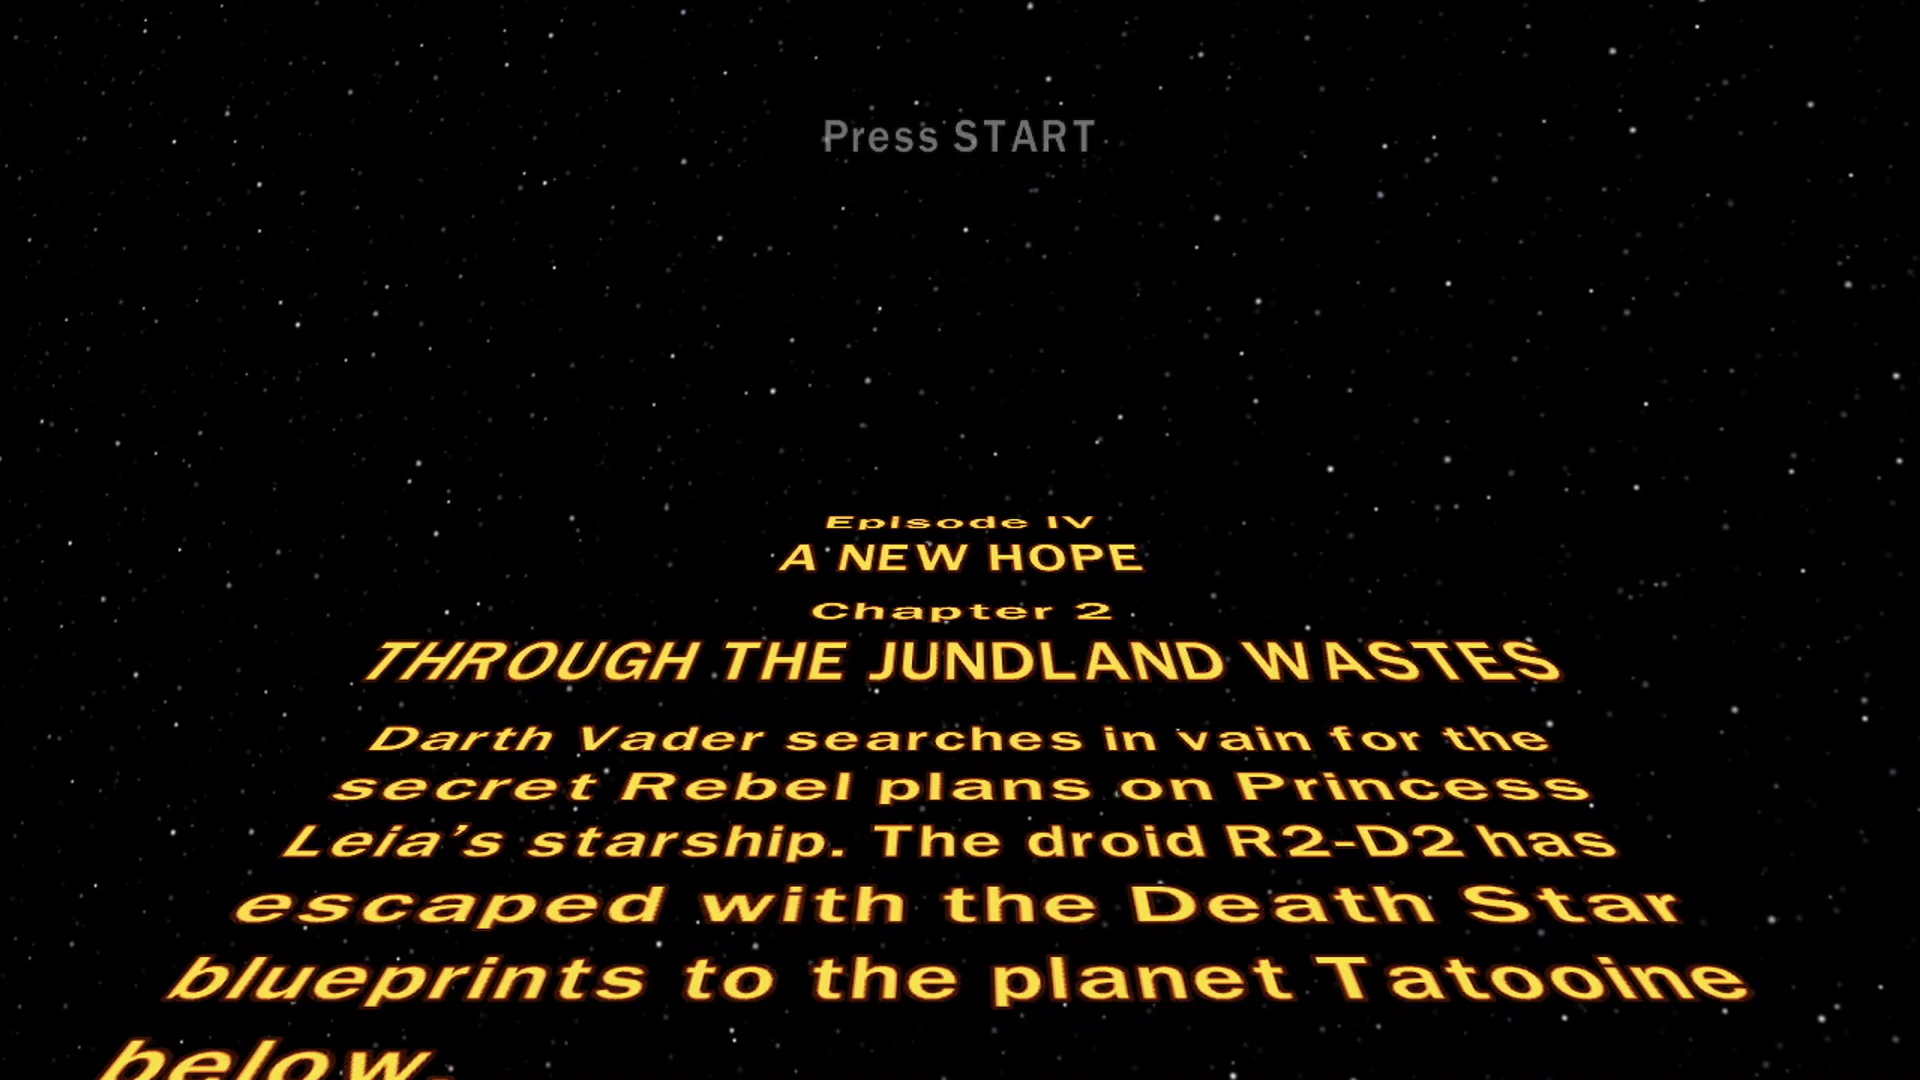 Press START
Episode IV
A NEW HOPE
Chapter 2
THROUGH THE JUNDLAND WASTES
Darth Vader searches in vain for the
secret Rebel plans on Princess
Leia’s starship. The droid R2-D2 has
escaped with the Death Star
blueprints to the planet Tatooine
below.